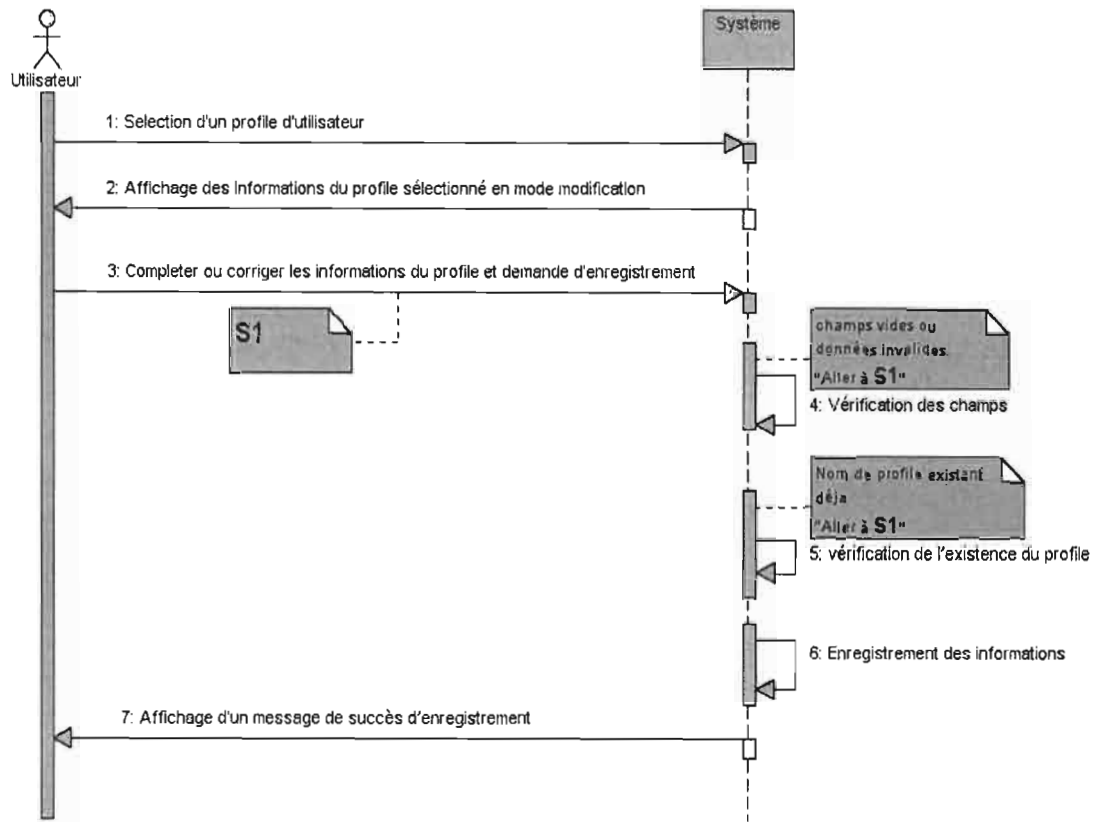 Système
Utilisateur
1: Selection d'un profile d'utilisateur
2: Affichage des informations du profile sélectionné en mode modification
3: Completer ou corriger les informations du profile et demande d'enregistrement
S1
champs vides ou
données invalides.
"Aller à S1"
4: Vérification des champs
Nom de profile existant
déja
"Aller à S1"
5: vérification de l'existence du profile
6: Enregistrement des informations
7: Affichage d'un message de succès d'enregistrement